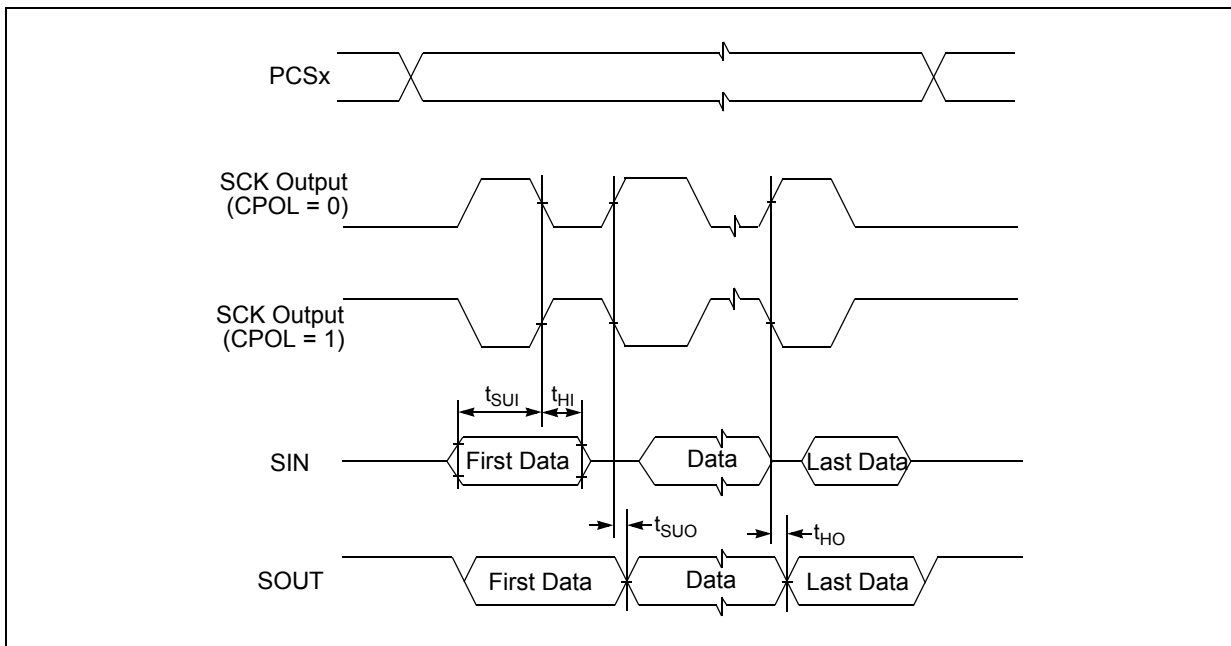 PCSx
SCK Output
(CPOL = 0)
SCK Output
(CPOL = 1)
tSUI
tHI
SIN
First Data
Data
Last Data
tSUO
tHO
SOUT
First Data
Data
Last Data